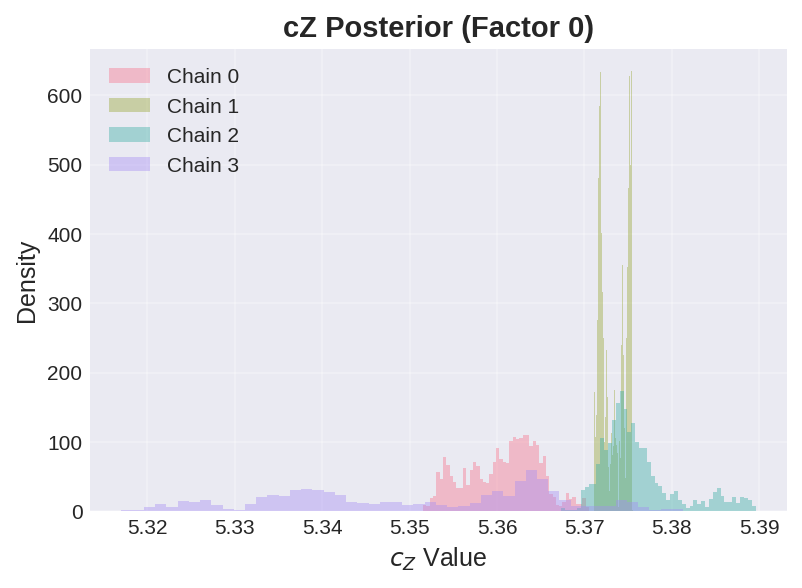 cZ Posterior (Factor 0)
Chain 0
Chain 1
Chain 2
Chain 3
Density
600
500
400
300
200
100
0
5.32 5.33 5.34 5.35 5.36 5.37 5.38 5.39
c_Z Value